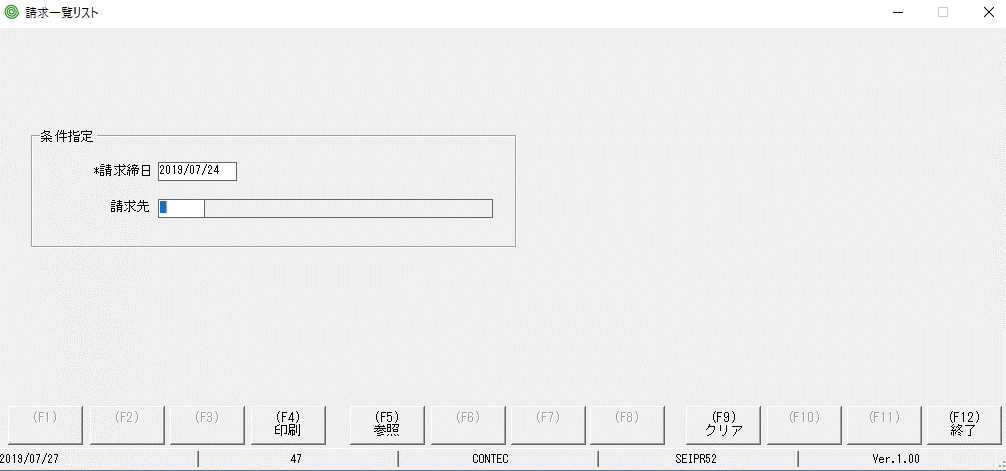 請求一覧リスト
条件指定
*請求締日 2019/07/24
請求先
(F1) (F2) (F3) (F4) (F5) (F6) (F7) (F8) (F9) (F10) (F11) (F12)
印刷 参照 クリア 終了
2019/07/27 47 CONTEC SEIPR52 Ver.1.00